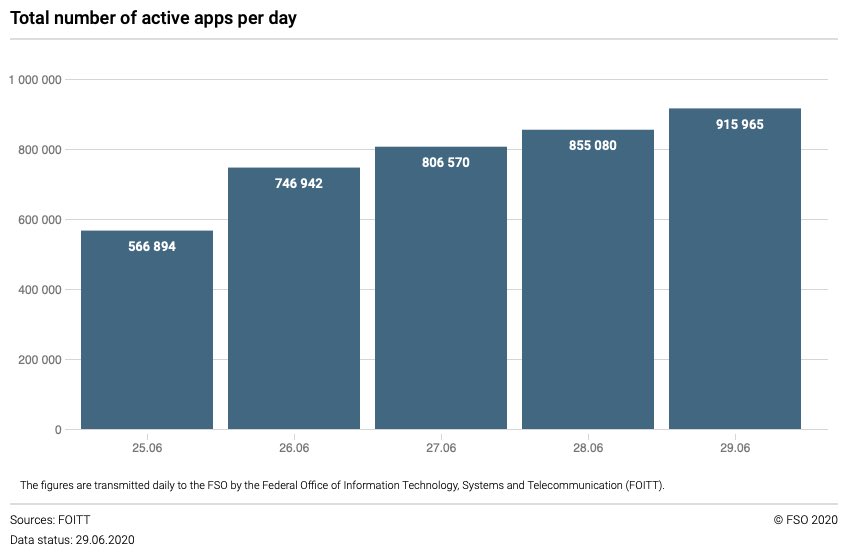 Total number of active apps per day
1 000 000
800 000
600 000
400 000
200 000
0
566 894
746 942
806 570
855 080
915 965
25.06
26.06
27.06
28.06
29.06
The figures are transmitted daily to the FSO by the Federal Office of Information Technology, Systems and Telecommunication (FOITT).
Sources: FOITT
© FSO 2020
Data status: 29.06.2020